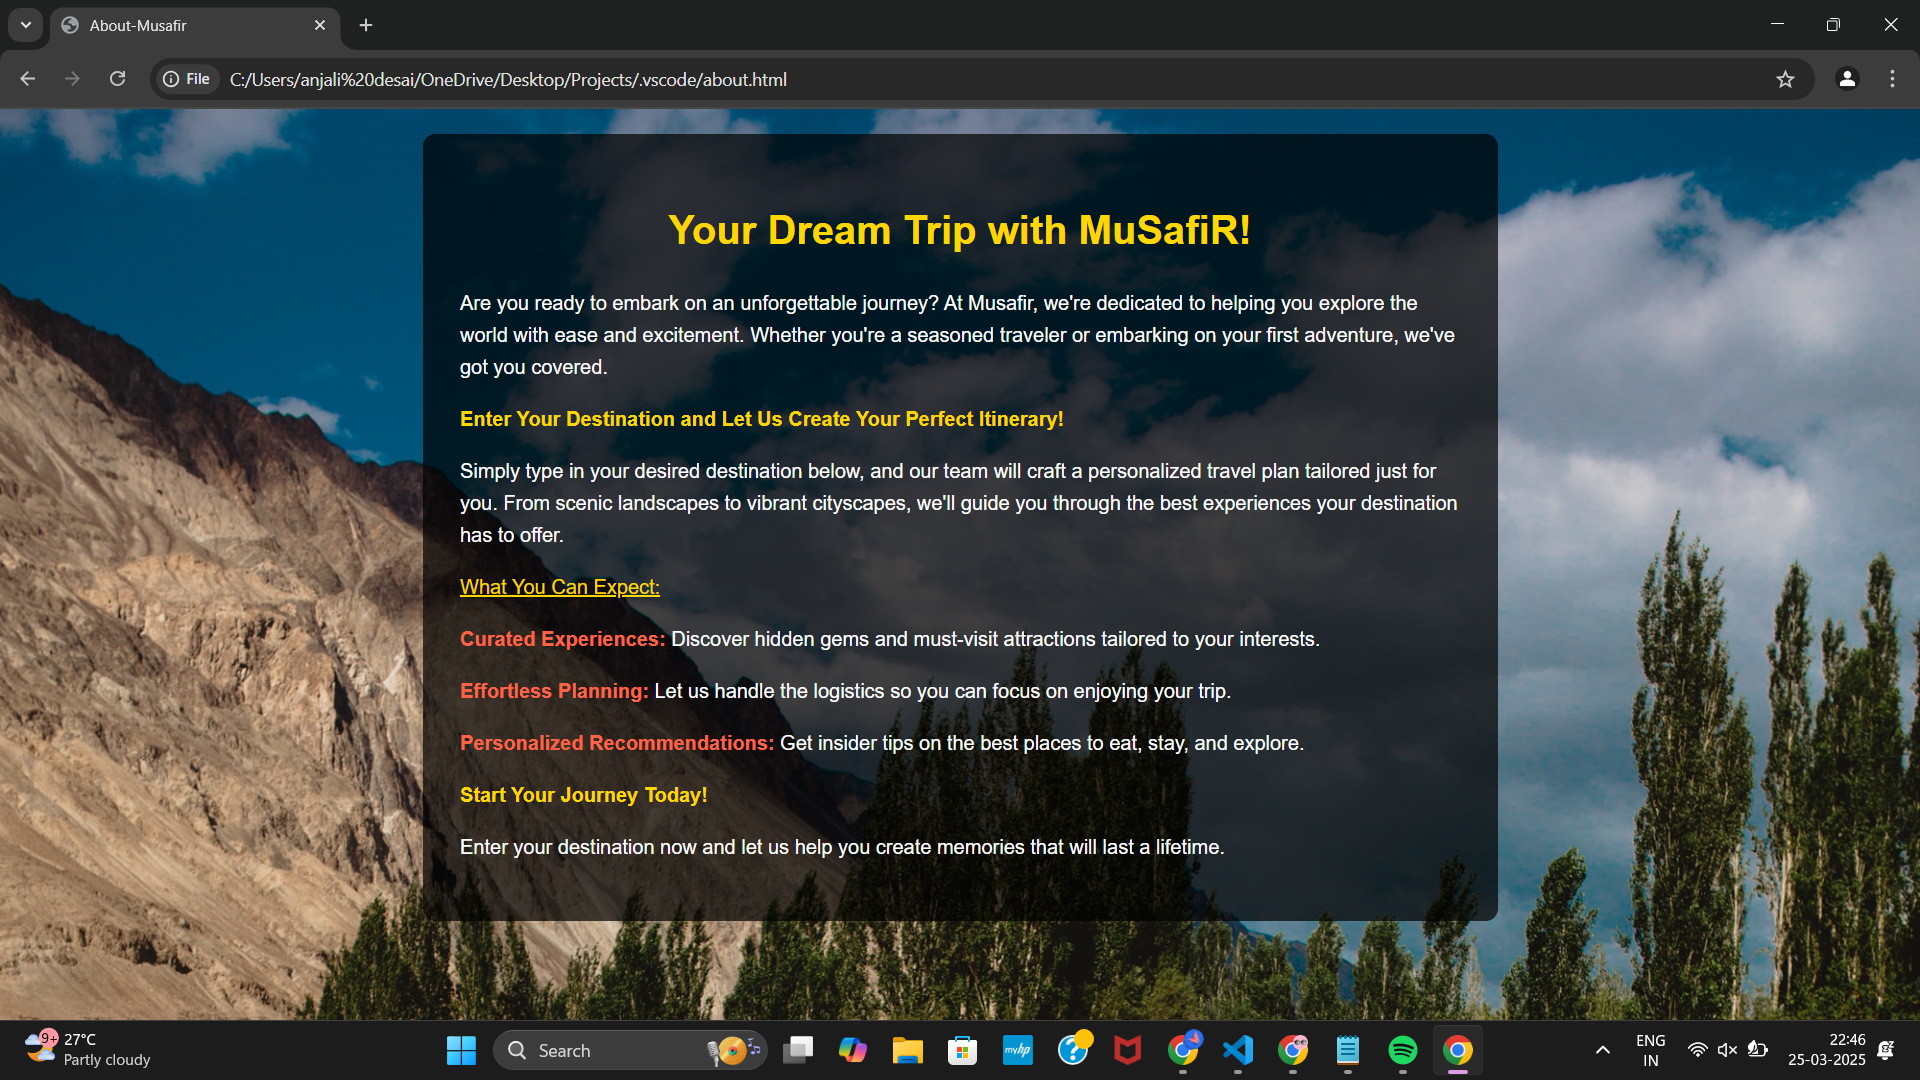 About-Musafir
File
C:/Users/anjali%20desai/OneDrive/Desktop/Projects/.vscode/about.html
Your Dream Trip with MuSafiR!
Are you ready to embark on an unforgettable journey? At Musafir, we're dedicated to helping you explore the
world with ease and excitement. Whether you're a seasoned traveler or embarking on your first adventure, we've
got you covered.
Enter Your Destination and Let Us Create Your Perfect Itinerary!
Simply type in your desired destination below, and our team will craft a personalized travel plan tailored just for
you. From scenic landscapes to vibrant cityscapes, we'll guide you through the best experiences your destination
has to offer.
What You Can Expect:
Curated Experiences: Discover hidden gems and must-visit attractions tailored to your interests.
Effortless Planning: Let us handle the logistics so you can focus on enjoying your trip.
Personalized Recommendations: Get insider tips on the best places to eat, stay, and explore.
Start Your Journey Today!
Enter your destination now and let us help you create memories that will last a lifetime.
9+
27°C
Partly cloudy
Search
myhp
ENG
IN
22:46
25-03-2025